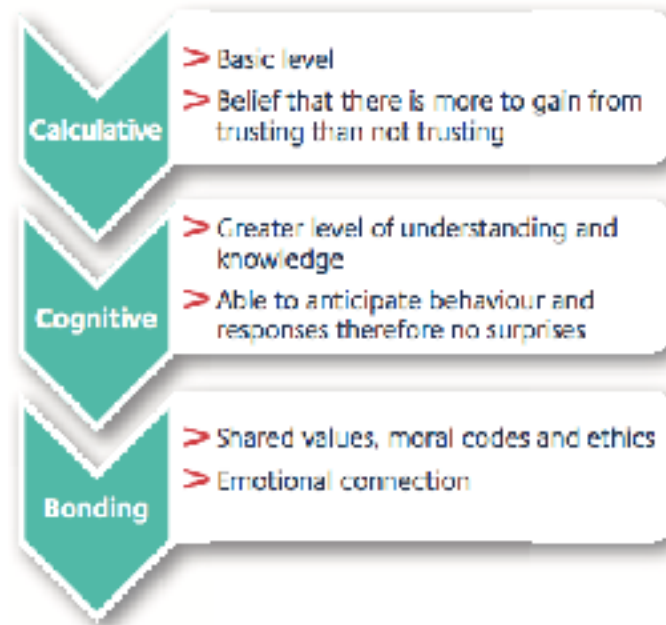 Calculative
> Basic level
> Belief that there is more to gain from
trusting than not trusting
Cognitive
> Greater level of understanding and
knowledge
> Able to anticipate behaviour and
responses therefore no surprises
Bonding
> Shared values, moral codes and ethics
> Emotional connection